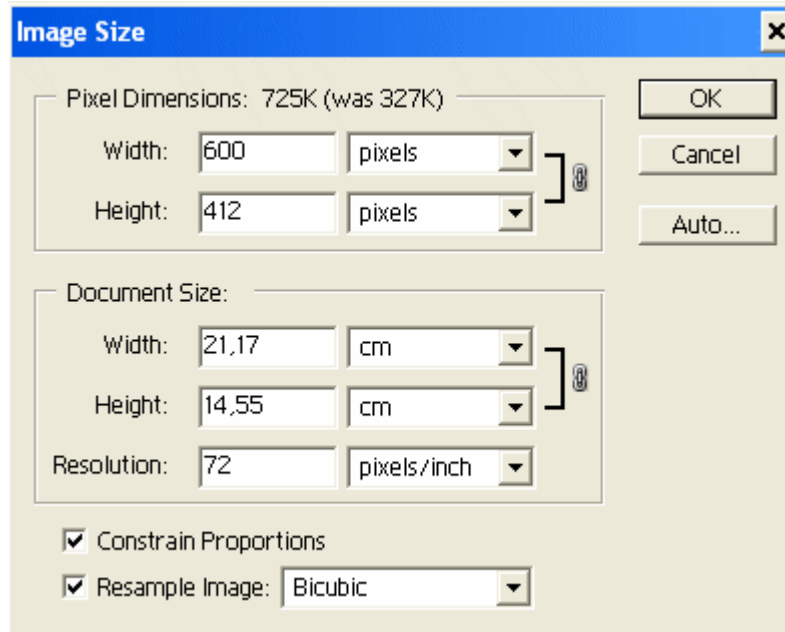 Image Size
Pixel Dimensions: 725K (was 327K)
OK
Width: 600 pixels
Cancel
Height: 412 pixels
Auto...
Document Size:
Width: 21,17 cm
Height: 14,55 cm
Resolution: 72 pixels/inch
Constrain Proportions
Resample Image: Bicubic